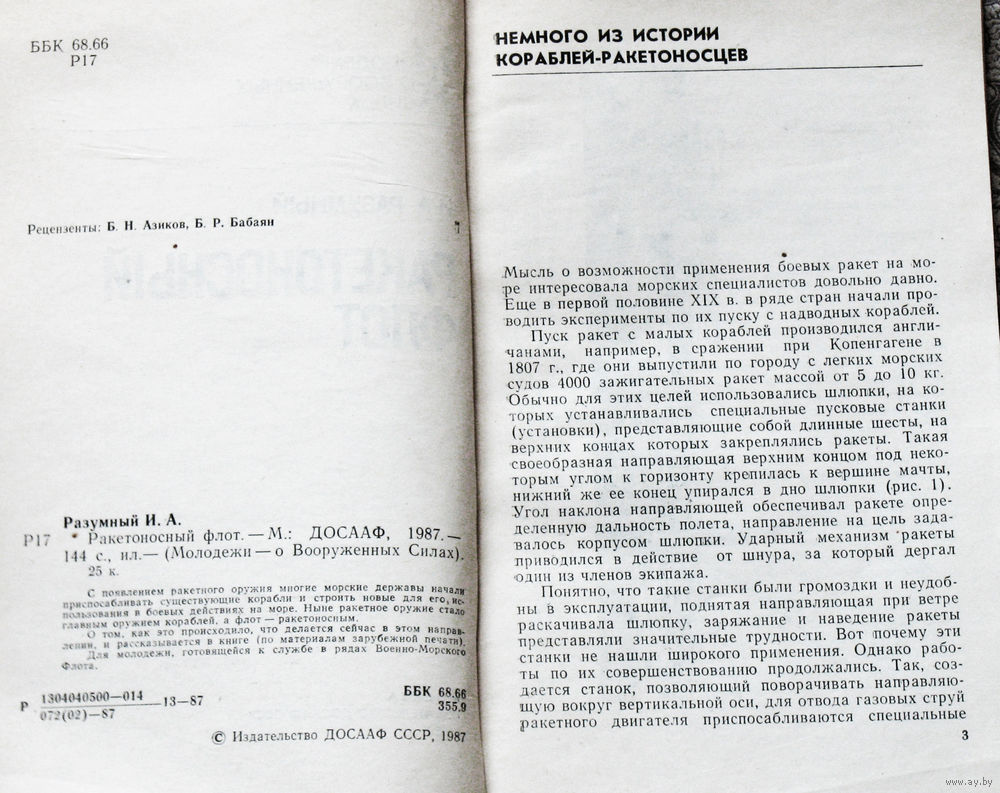 ББК 68.66
Р17
Рецензенты: Б. Н. Азиков, Б. Р. Бабаян
Разумный И. А.
Р17 Ракетоносный флот. — М.: ДОСААФ, 1987.—
144 с., ил.— (Молодежи — о Вооруженных Силах).
25 к.
С появлением ракетного оружия многие морские державы начали
приспосабливать существующие корабли и строить новые для его, ис-
пользования в боевых действиях на море. Ныне ракетное оружие стало
главным оружием кораблей, а флот — ракетоносным.
О том, как это происходило, что делается сейчас в этом направ-
лении, и рассказывается в книге (по материалам зарубежной печати).
Для молодежи, готовящейся к службе в рядах Военно-Морского
Флота.
Р 1304040500—014
072(02)—87
13—87
ББК 68.66
355.9
© Издательство ДОСААФ СССР, 1987
НЕМНОГО ИЗ ИСТОРИИ
КОРАБЛЕЙ-РАКЕТОНОСЦЕВ
Мысль о возможности применения боевых ракет на мо-
ре интересовала морских специалистов довольно давно.
Еще в первой половине XIX в. в ряде стран начали про-
водить эксперименты по их пуску с надводных кораблей.
Пуск ракет с малых кораблей производился англи-
чанами, например, в сражении при Копенгагене в
1807 г., где они выпустили по городу с легких морских
судов 4000 зажигательных ракет массой от 5 до 10 кг.
Обычно для этих целей использовались шлюпки, на ко-
торых устанавливались специальные пусковые станки
(установки), представляющие собой длинные шесты, на
верхних концах которых закреплялись ракеты. Такая
своеобразная направляющая верхним концом под неко-
торым углом к горизонту крепилась к вершине мачты,
нижний же ее конец упирался в дно шлюпки (рис. 1).
Угол наклона направляющей обеспечивал ракете опре-
деленную дальность полета, направление на цель зада-
валось корпусом шлюпки. Ударный механизм ракеты
приводился в действие от шнура, за который дергал
один из членов экипажа.
Понятно, что такие станки были громоздки и неудоб-
ны в эксплуатации, поднятая направляющая при ветре
раскачивала шлюпку, заряжание и наведение ракеты
представляли значительные трудности. Вот почему эти
станки не нашли широкого применения. Однако рабо-
ты по их совершенствованию продолжались. Так, соз-
дается станок, позволяющий поворачивать направляю-
щую вокруг вертикальной оси, для отвода газовых струй
ракетного двигателя приспосабливаются специальные
3
www.ay.by